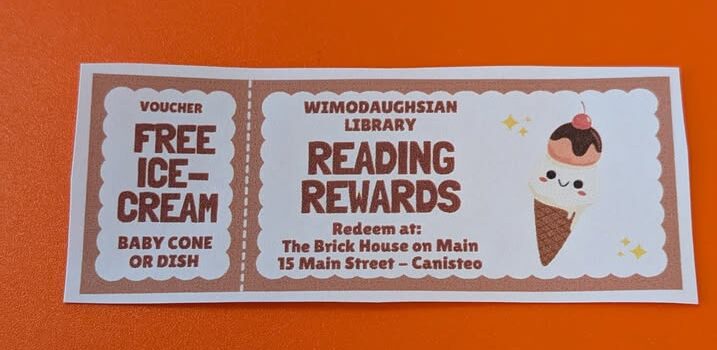 VOUCHER
FREE
ICE-
CREAM
BABY CONE
OR DISH
WIMODAUGHSIAN
LIBRARY
READING
REWARDS
Redeem at:
The Brick House on Main
15 Main Street – Canisteo